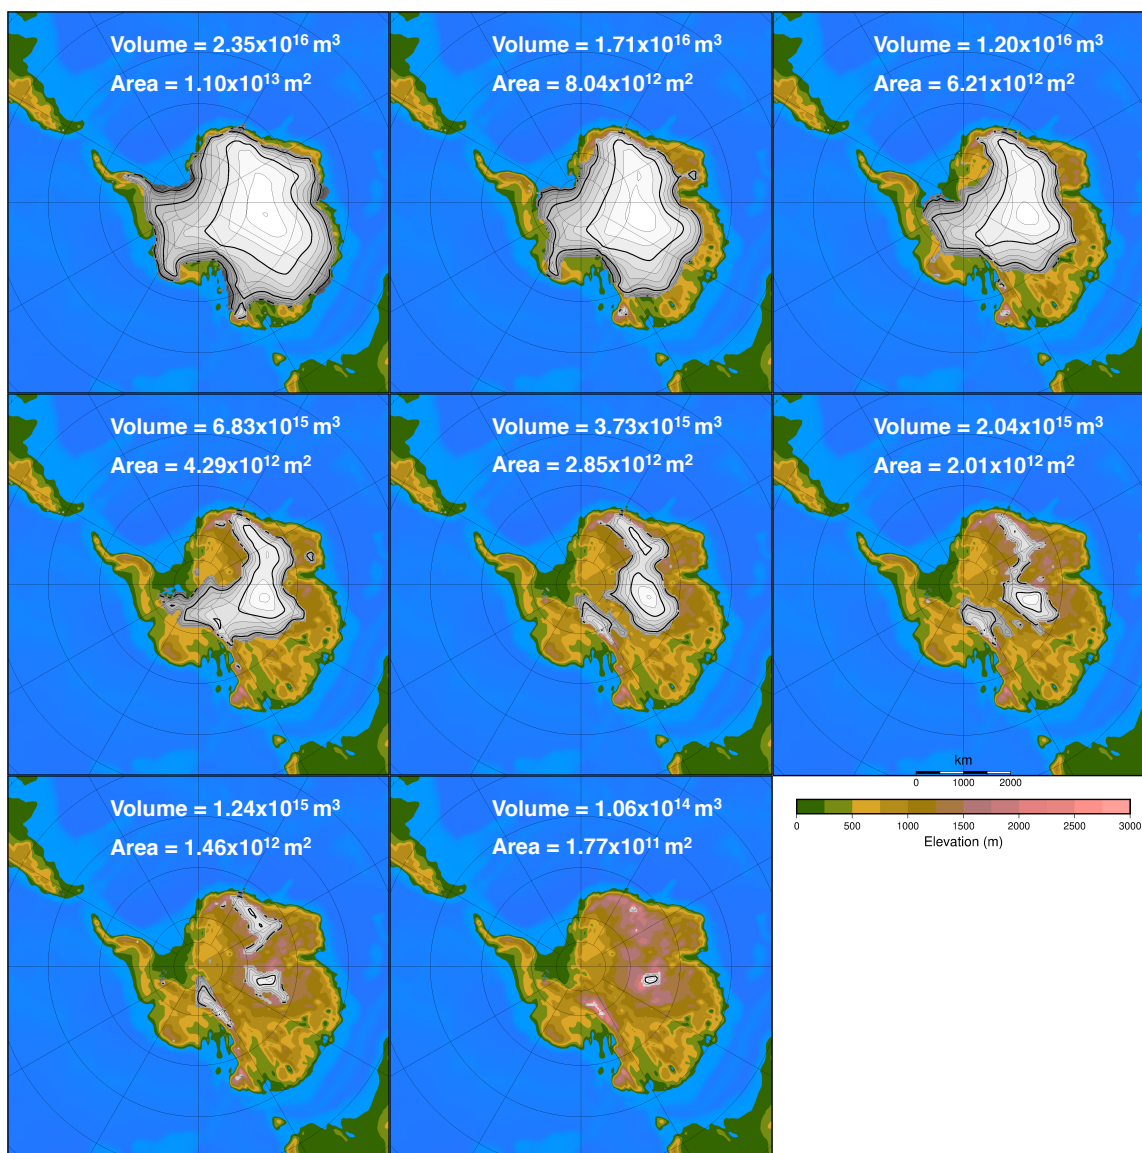 Volume = 2.35x10¹⁶ m³
Area = 1.10x10¹³ m²
Volume = 1.71x10¹⁶ m³
Area = 8.04x10¹² m²
Volume = 1.20x10¹⁶ m³
Area = 6.21x10¹² m²
Volume = 6.83x10¹⁵ m³
Area = 4.29x10¹² m²
Volume = 3.73x10¹⁵ m³
Area = 2.85x10¹² m²
Volume = 2.04x10¹⁵ m³
Area = 2.01x10¹² m²
km
0 1000 2000
Volume = 1.24x10¹⁵ m³
Area = 1.46x10¹² m²
Volume = 1.06x10¹⁴ m³
Area = 1.77x10¹¹ m²
0 500 1000 1500 2000 2500 3000
Elevation (m)